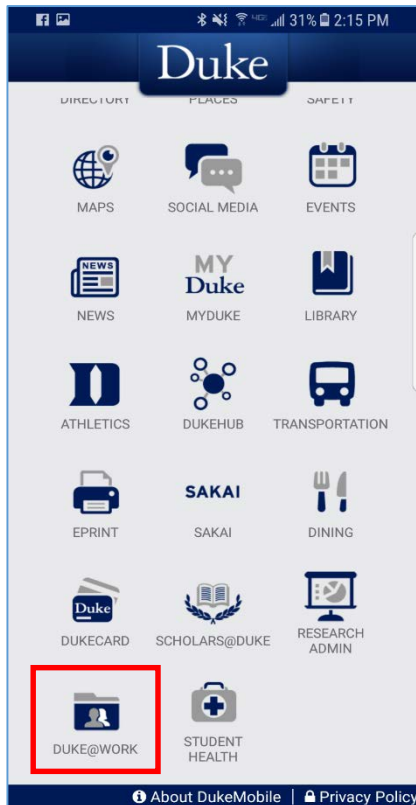 4G LTE 31% 2:15 PM
Duke
DIRECTORY PLACES SAFETY
MAPS SOCIAL MEDIA EVENTS
NEWS
MY
Duke
NEWS MYDUKE LIBRARY
ATHLETICS DUKEHUB TRANSPORTATION
SAKAI
EPRINT SAKAI DINING
Duke
DUKECARD SCHOLARS@DUKE RESEARCH
ADMIN
DUKE@WORK STUDENT
HEALTH
About DukeMobile | Privacy Policy